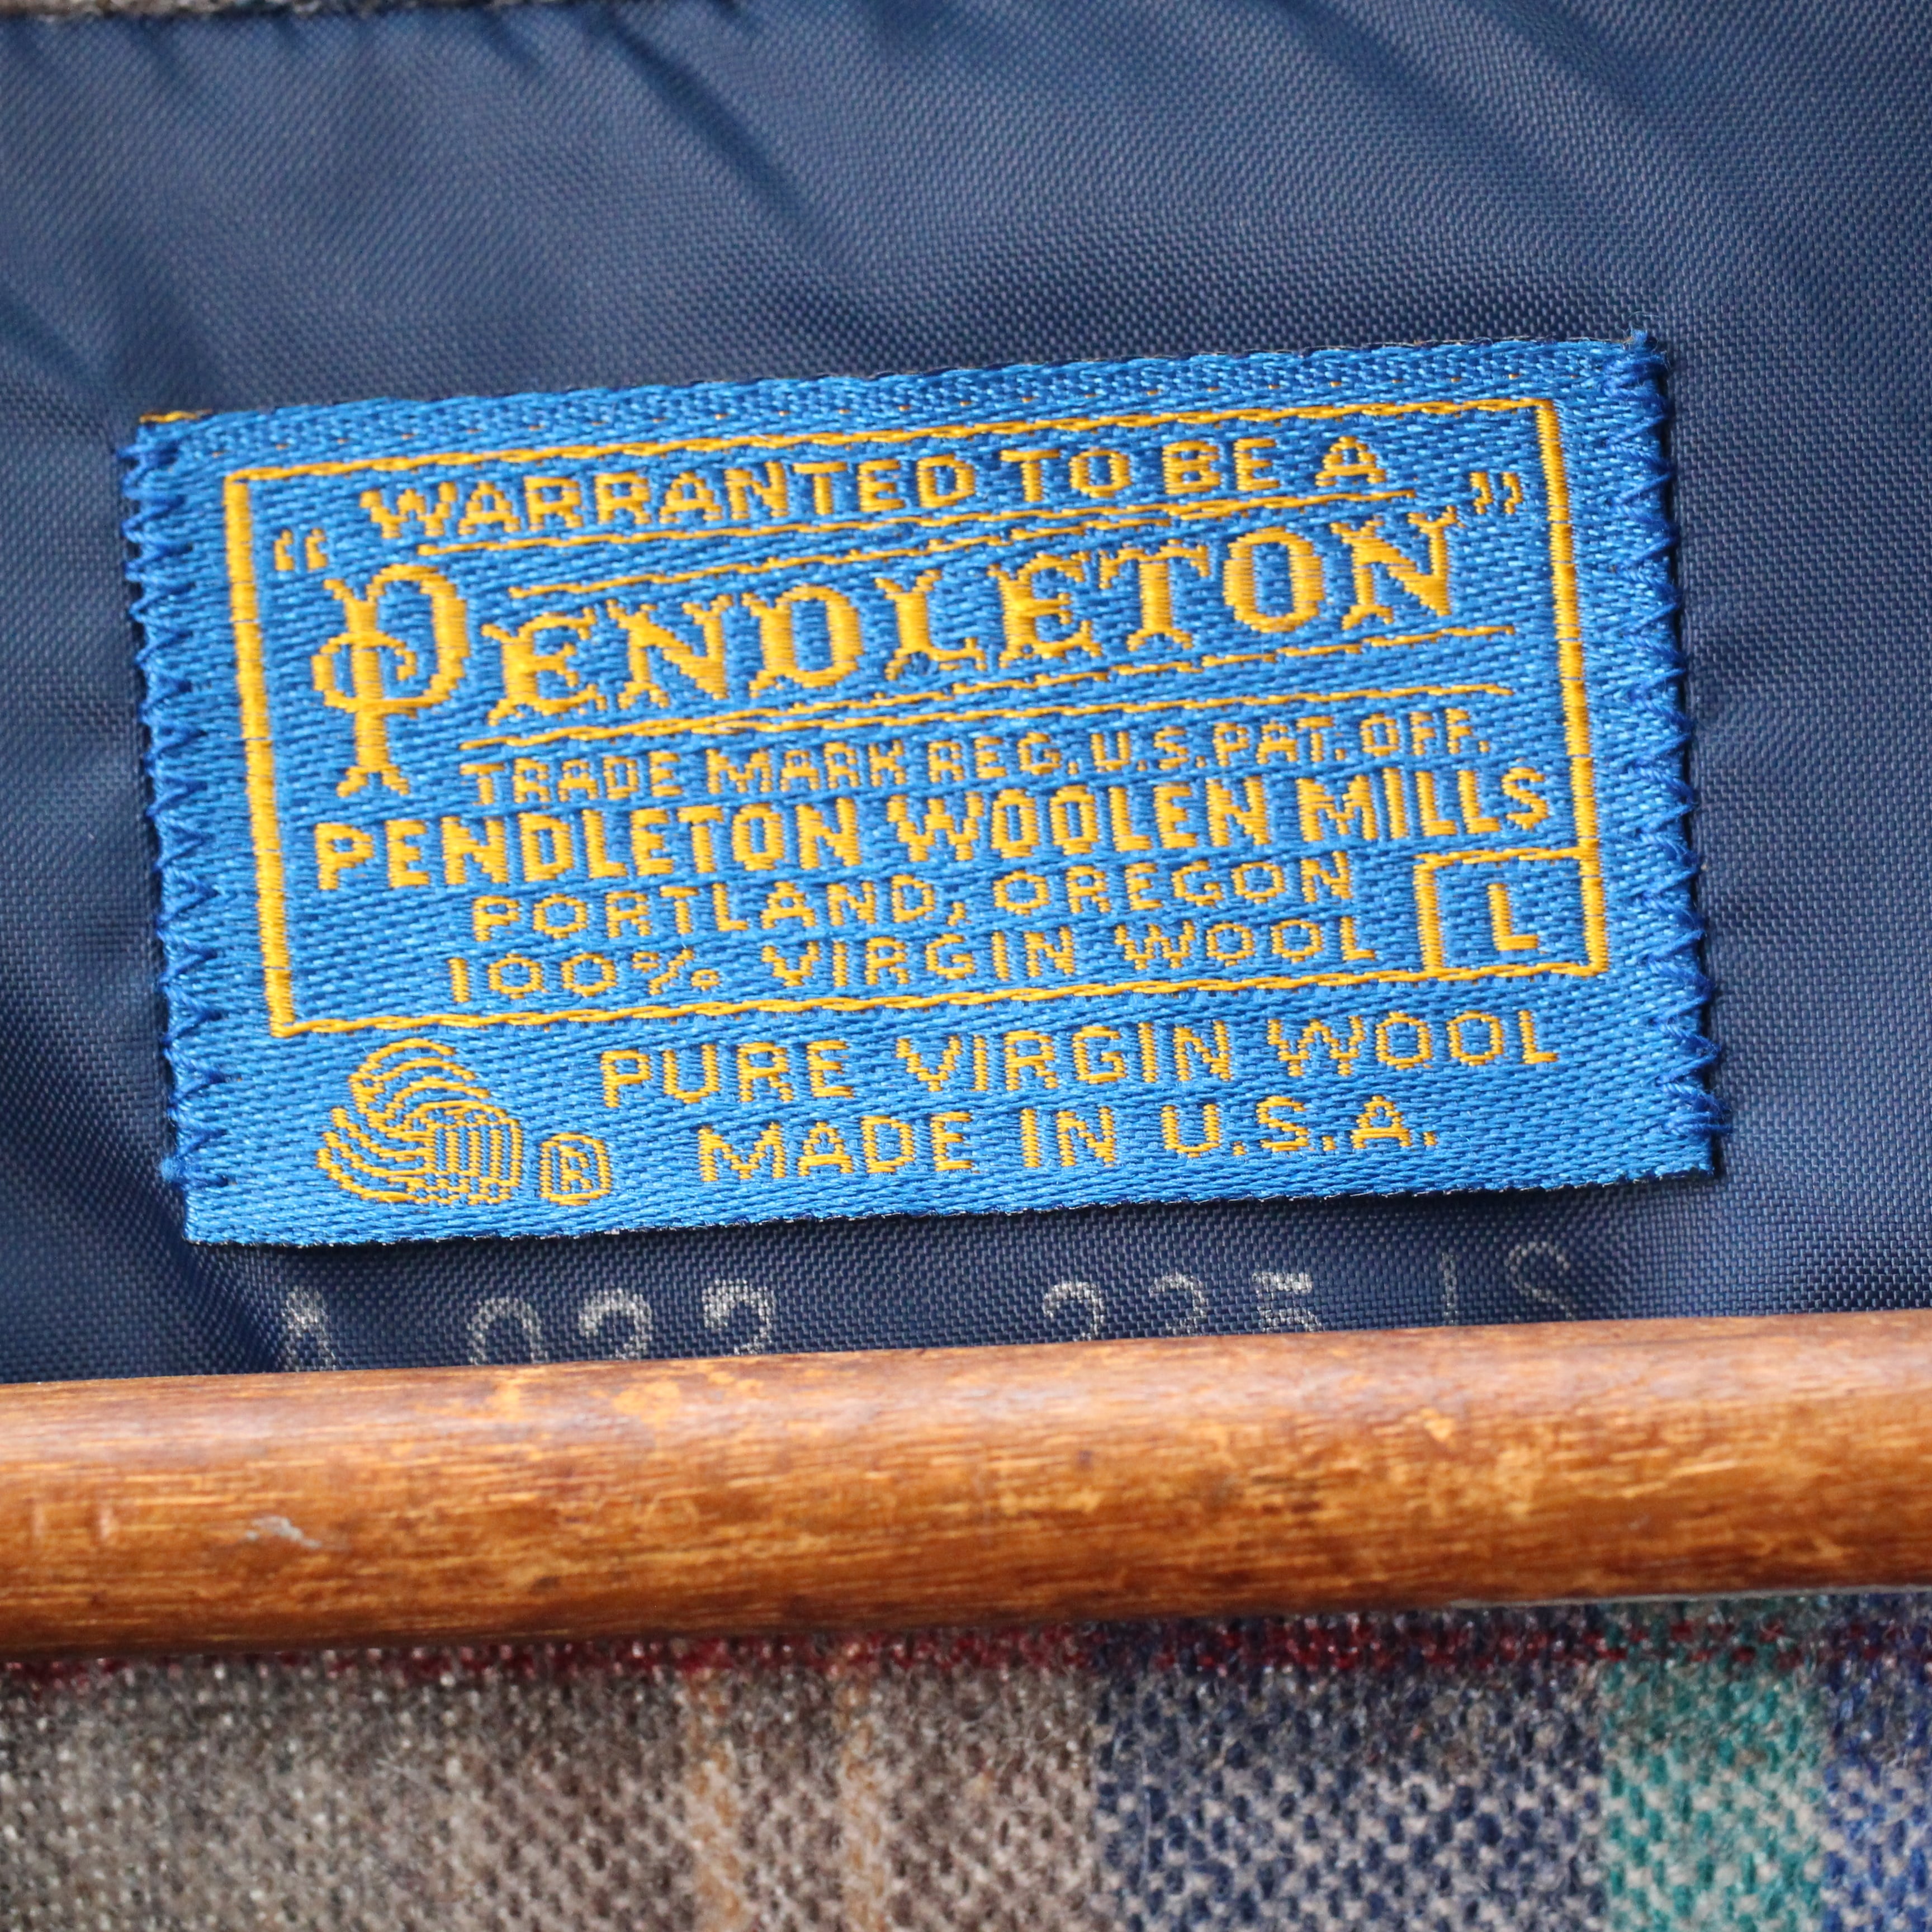 WARRANTED TO BE A
"PENDLETON"
TRADE MARK REG. U.S. PAT. OFF.
PENDLETON WOOLEN MILLS
PORTLAND, OREGON
100% VIRGIN WOOL
L
PURE VIRGIN WOOL
® MADE IN U.S.A.